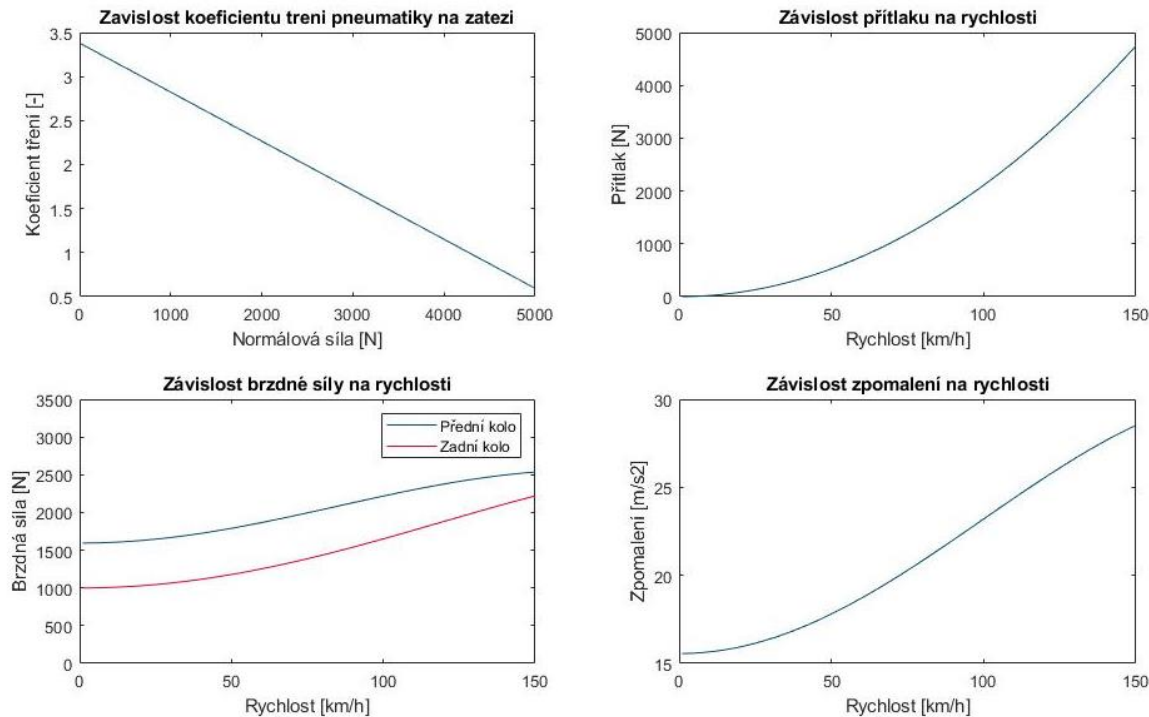 Zavislost koeficientu treni pneumatiky na zatezi
3.5
3
2.5
2
1.5
1
0.5
Koeficient tření [-]
0 1000 2000 3000 4000 5000
Normálová síla [N]
Závislost přítlaku na rychlosti
5000
4000
3000
2000
1000
0
Přítlak [N]
0 50 100 150
Rychlost [km/h]
Závislost brzdné síly na rychlosti
3500
3000
2500
2000
1500
1000
500
0
Brzdná síla [N]
Přední kolo
Zadní kolo
0 50 100 150
Rychlost [km/h]
Závislost zpomalení na rychlosti
30
25
20
15
Zpomalení [m/s2]
0 50 100 150
Rychlost [km/h]